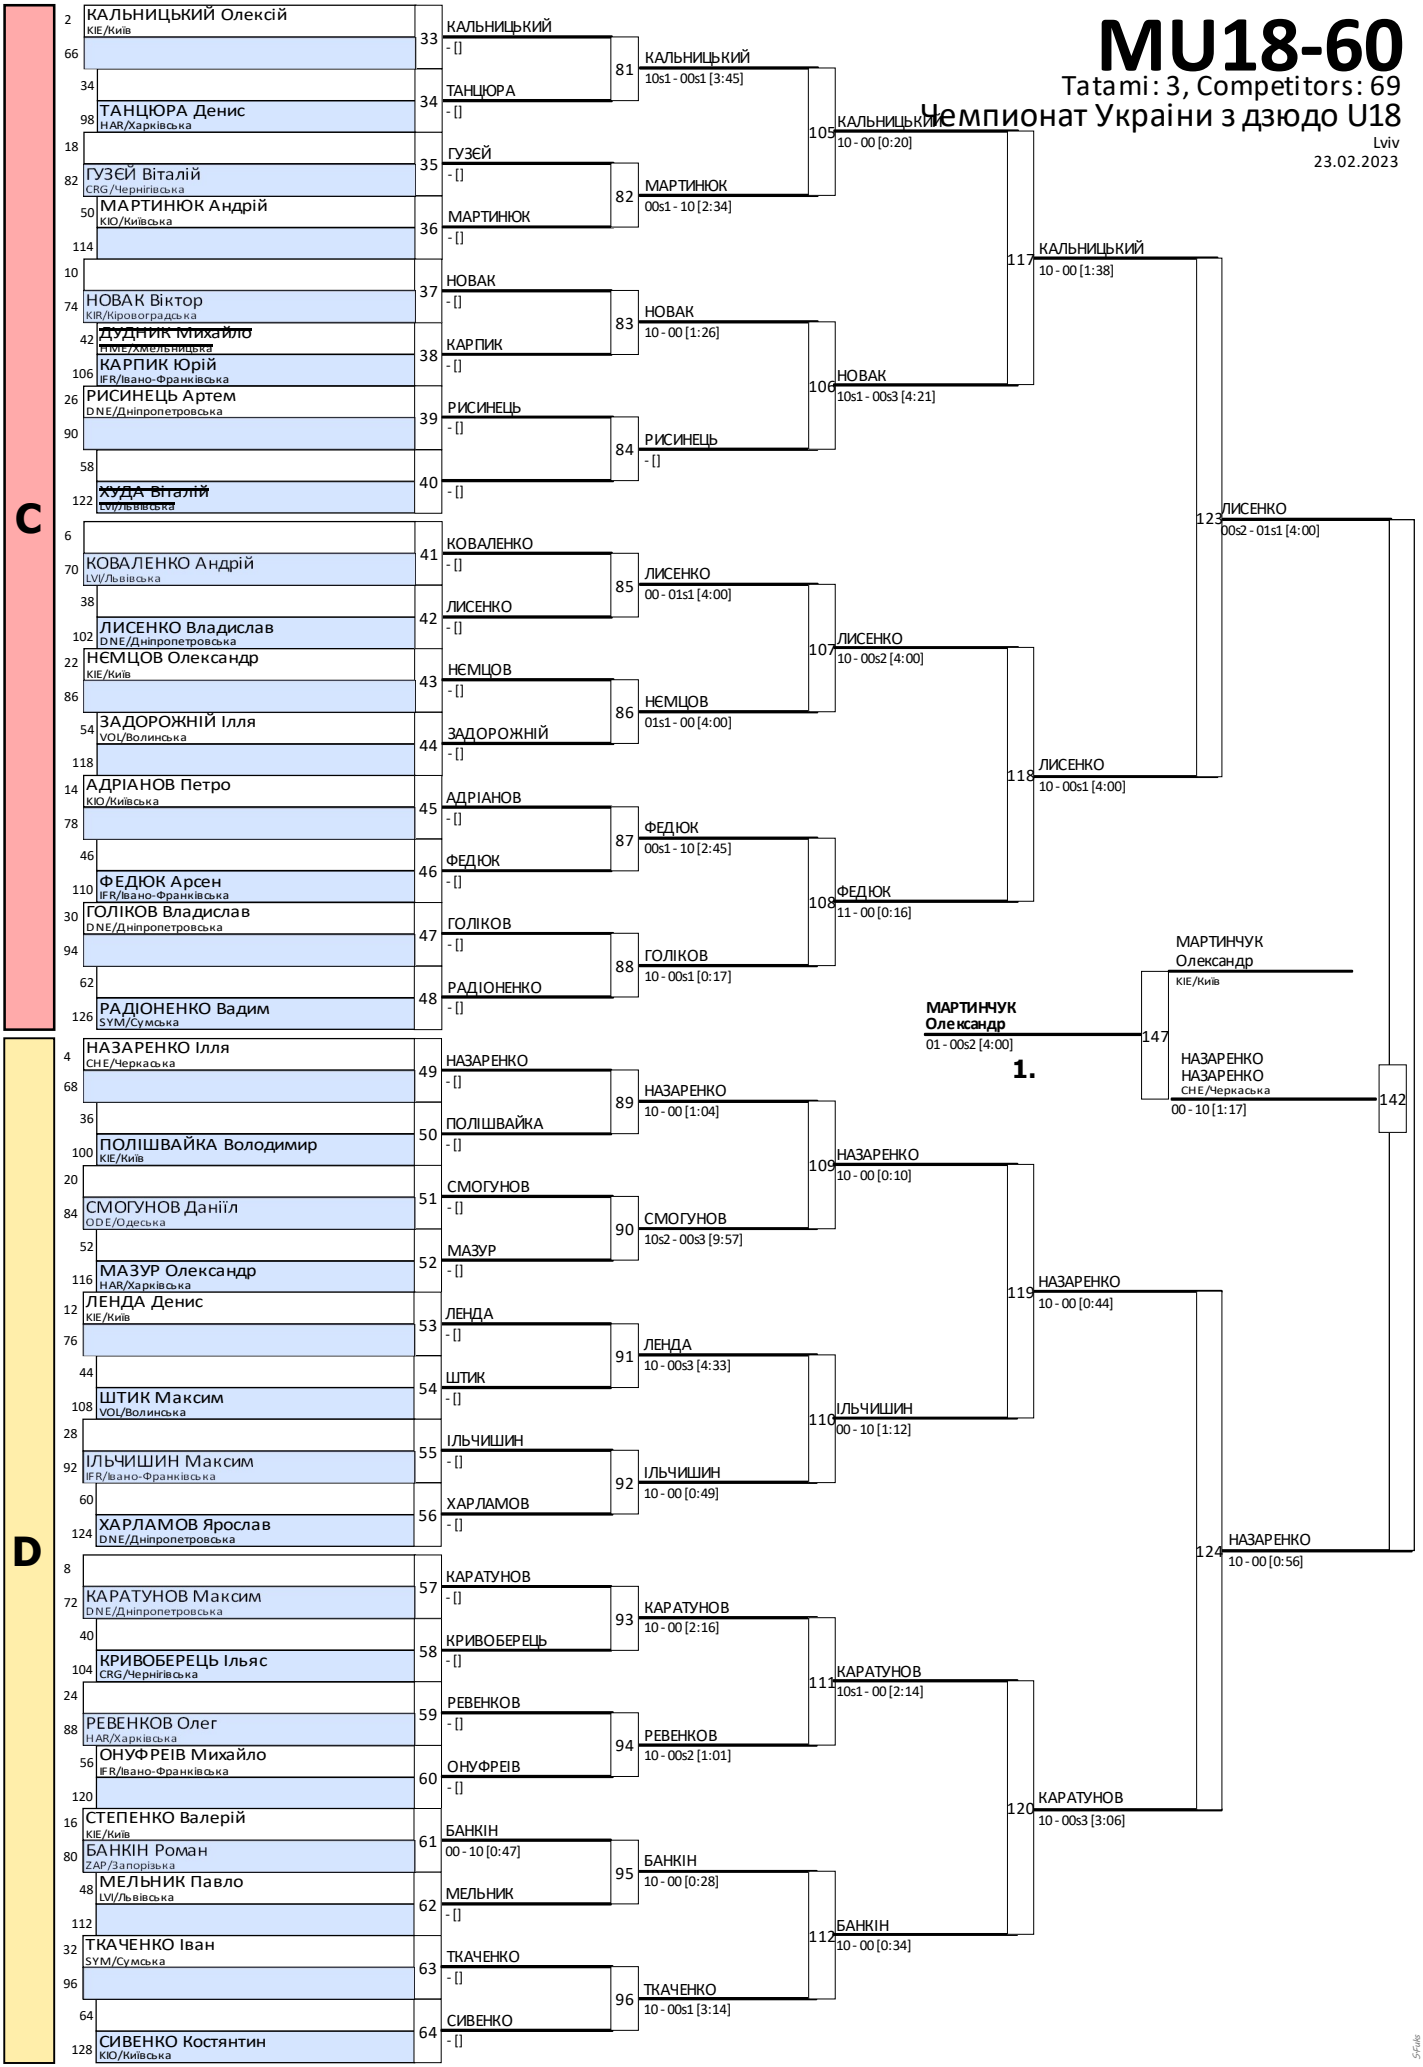 MU18-60
Tatami: 3, Competitors: 69
Чемпионат Украіни з дзюдо U18
Lviv
23.02.2023
C
2 КАЛЬНИЦЬКИЙ Олексій
KIE/Київ
66
33
34
98 ТАНЦЮРА Денис
HAR/Харківська
34
18
82 ГУЗЄЙ Віталій
CRG/Чернігівська
35
50 МАРТИНЮК Андрій
KIO/Київська
114
36
10
74 НОВАК Віктор
KIR/Кіровоградська
37
42 ДУДНИК Михайло
HME/Хмельницька
106 КАРПИК Юрій
IFR/Івано-Франківська
38
26 РИСИНЕЦЬ Артем
DNE/Дніпропетровська
90
39
58
122 ХУДА Віталій
LVI/Львівська
40
6
70 КОВАЛЕНКО Андрій
LVI/Львівська
41
38
102 ЛИСЕНКО Владислав
DNE/Дніпропетровська
42
22 НЄМЦОВ Олександр
KIE/Київ
86
43
54 ЗАДОРОЖНІЙ Ілля
VOL/Волинська
118
44
14 АДРІАНОВ Петро
KIO/Київська
78
45
46
110 ФЕДЮК Арсен
IFR/Івано-Франківська
46
30 ГОЛІКОВ Владислав
DNE/Дніпропетровська
94
47
62
126 РАДІОНЕНКО Вадим
SYM/Сумська
48
D
4 НАЗАРЕНКО Ілля
CHE/Черкаська
68
49
36
100 ПОЛІШВАЙКА Володимир
KIE/Київ
50
20
84 СМОГУНОВ Данііл
ODE/Одеська
51
52
116 МАЗУР Олександр
HAR/Харківська
52
12 ЛЕНДА Денис
KIE/Київ
76
53
44
108 ШТИК Максим
VOL/Волинська
54
28
92 ІЛЬЧИШИН Максим
IFR/Івано-Франківська
55
60
124 ХАРЛАМОВ Ярослав
DNE/Дніпропетровська
56
8
72 КАРАТУНОВ Максим
DNE/Дніпропетровська
57
40
104 КРИВОБЕРЕЦЬ Ільяс
CRG/Чернігівська
58
24
88 РЕВЕНКОВ Олег
HAR/Харківська
59
56 ОНУФРЕІВ Михайло
IFR/Івано-Франківська
120
60
16 СТЕПЕНКО Валерій
KIE/Київ
80 БАНКІН Роман
ZAP/Запорізька
61
48 МЕЛЬНИК Павло
LVI/Львівська
112
62
32 ТКАЧЕНКО Іван
SYM/Сумська
96
63
64
128 СИВЕНКО Костянтин
KIO/Київська
64
КАЛЬНИЦЬКИЙ
- []
ТАНЦЮРА
- []
81
ГУЗЄЙ
- []
МАРТИНЮК
- []
82
НОВАК
- []
КАРПИК
- []
83
РИСИНЕЦЬ
- []
- []
84
КОВАЛЕНКО
- []
ЛИСЕНКО
- []
85
НЄМЦОВ
- []
ЗАДОРОЖНІЙ
- []
86
АДРІАНОВ
- []
ФЕДЮК
- []
87
ГОЛІКОВ
- []
РАДІОНЕНКО
- []
88
НАЗАРЕНКО
- []
ПОЛІШВАЙКА
- []
89
СМОГУНОВ
- []
МАЗУР
- []
90
ЛЕНДА
- []
ШТИК
- []
91
ІЛЬЧИШИН
- []
ХАРЛАМОВ
- []
92
КАРАТУНОВ
- []
КРИВОБЕРЕЦЬ
- []
93
РЕВЕНКОВ
- []
ОНУФРЕІВ
- []
94
БАНКІН
00 - 10 [0:47]
МЕЛЬНИК
- []
95
ТКАЧЕНКО
- []
СИВЕНКО
- []
96
КАЛЬНИЦЬКИЙ
10s1 - 00s1 [3:45]
МАРТИНЮК
00s1 - 10 [2:34]
105
НОВАК
10 - 00 [1:26]
РИСИНЕЦЬ
- []
106
ЛИСЕНКО
00 - 01s1 [4:00]
НЄМЦОВ
01s1 - 00 [4:00]
107
ФЕДЮК
00s1 - 10 [2:45]
ГОЛІКОВ
10 - 00s1 [0:17]
108
НАЗАРЕНКО
10 - 00 [1:04]
СМОГУНОВ
10s2 - 00s3 [9:57]
109
ЛЕНДА
10 - 00s3 [4:33]
ІЛЬЧИШИН
10 - 00 [0:49]
110
КАРАТУНОВ
10 - 00 [2:16]
РЕВЕНКОВ
10 - 00s2 [1:01]
111
БАНКІН
10 - 00 [0:28]
ТКАЧЕНКО
10 - 00s1 [3:14]
112
КАЛЬНИЦЬКИЙ
10 - 00 [0:20]
НОВАК
10s1 - 00s3 [4:21]
117
ЛИСЕНКО
10 - 00s2 [4:00]
ФЕДЮК
11 - 00 [0:16]
118
НАЗАРЕНКО
10 - 00 [0:10]
ІЛЬЧИШИН
00 - 10 [1:12]
119
КАРАТУНОВ
10s1 - 00 [2:14]
БАНКІН
10 - 00 [0:34]
120
КАЛЬНИЦЬКИЙ
10 - 00 [1:38]
ЛИСЕНКО
10 - 00s1 [4:00]
123
НАЗАРЕНКО
10 - 00 [0:44]
КАРАТУНОВ
10 - 00s3 [3:06]
124
ЛИСЕНКО
00s2 - 01s1 [4:00]
НАЗАРЕНКО
10 - 00 [0:56]
142
МАРТИНЧУК
Олександр
KIE/Київ
НАЗАРЕНКО
НАЗАРЕНКО
CHE/Черкаська
00 - 10 [1:17]
147
МАРТИНЧУК
Олександр
01 - 00s2 [4:00]
1.
S·Fuks